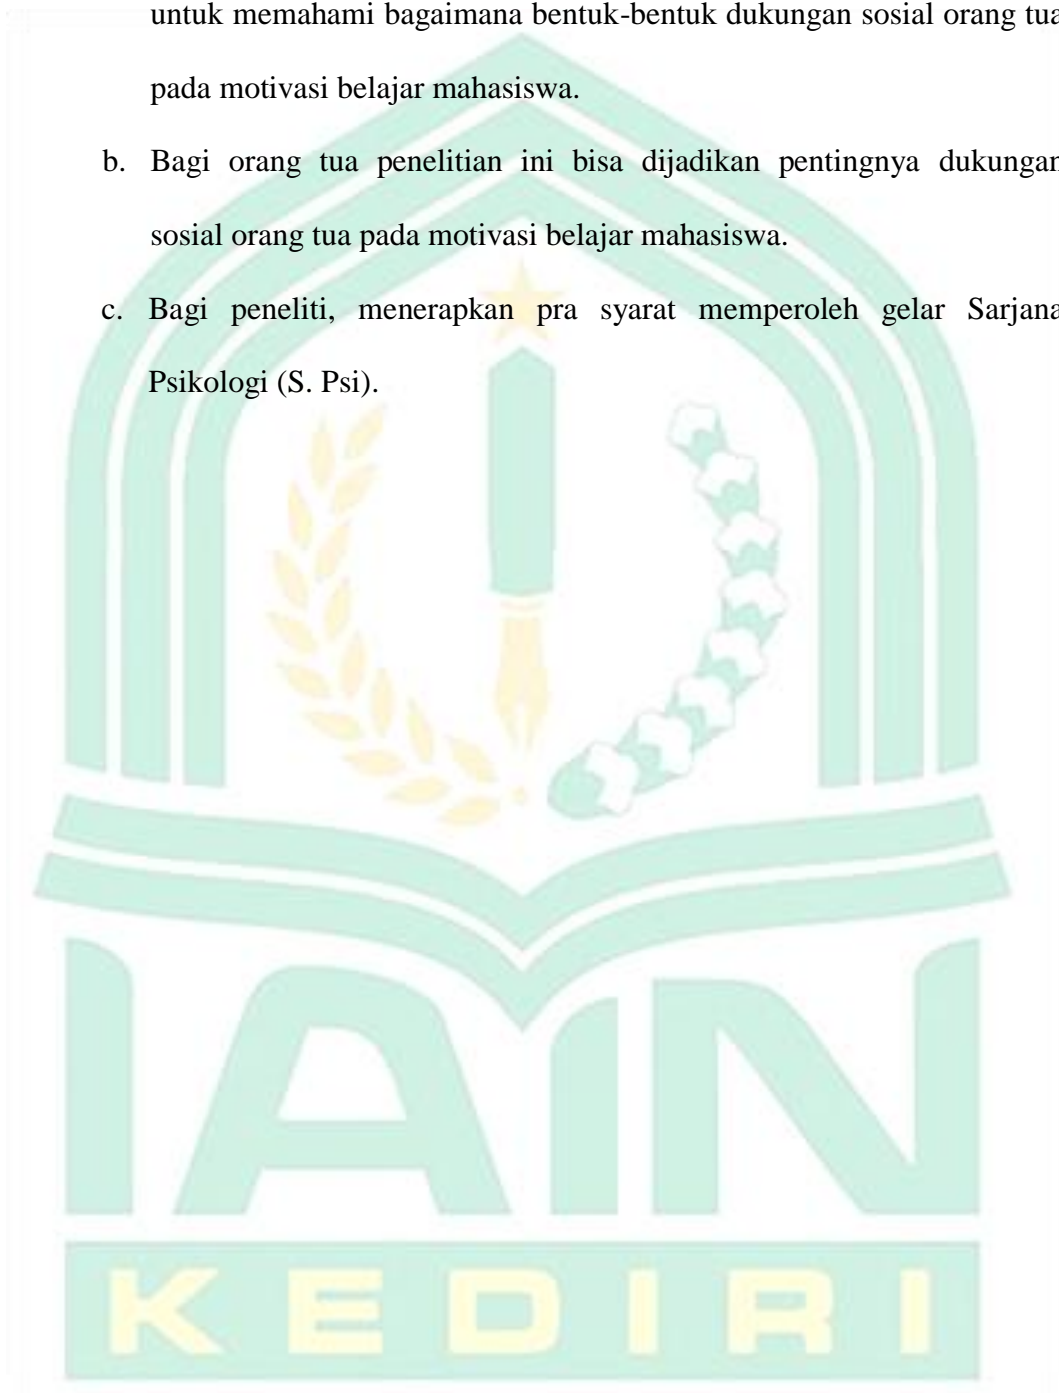 untuk memahami bagaimana bentuk-bentuk dukungan sosial orang tua
pada motivasi belajar mahasiswa.
b. Bagi orang tua penelitian ini bisa dijadikan pentingnya dukungan
sosial orang tua pada motivasi belajar mahasiswa.
c. Bagi peneliti, menerapkan pra syarat memperoleh gelar Sarjana
Psikologi (S. Psi).
IAIN
KEDIRI